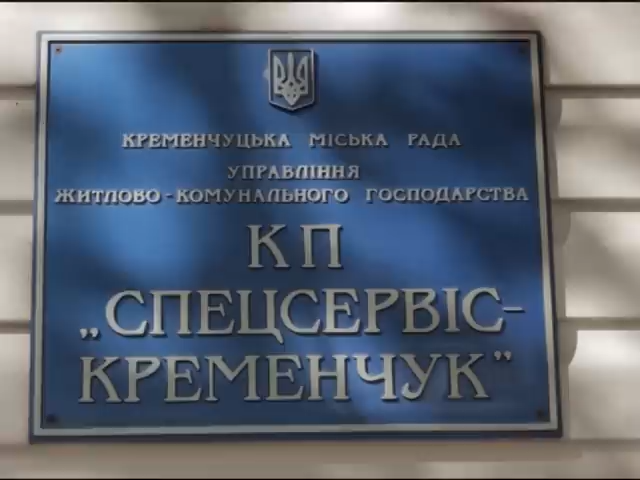 КРЕМЕНЧУЦЬКА МІСЬКА РАДА
УПРАВЛІННЯ
ЖИТЛОВО-КОМУНАЛЬНОГО ГОСПОДАРСТВА
КП
„СПЕЦСЕРВІС-
КРЕМЕНЧУК”